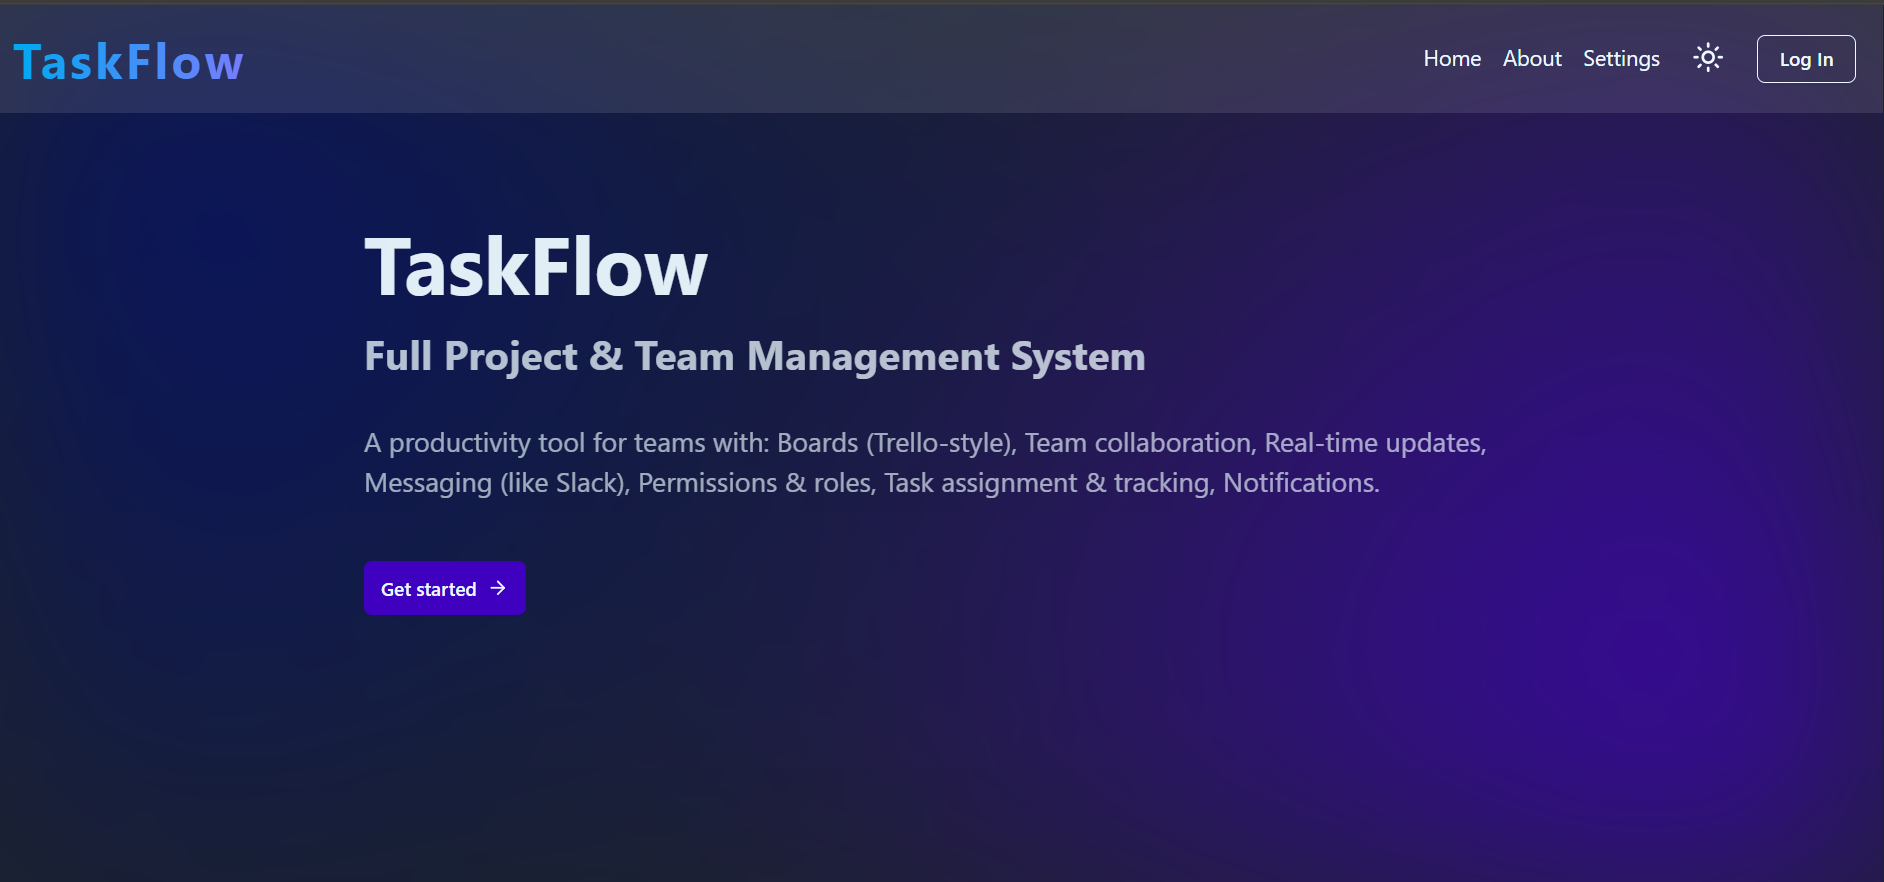 TaskFlow
Home About Settings Log In
TaskFlow
Full Project & Team Management System
A productivity tool for teams with: Boards (Trello-style), Team collaboration, Real-time updates,
Messaging (like Slack), Permissions & roles, Task assignment & tracking, Notifications.
Get started →